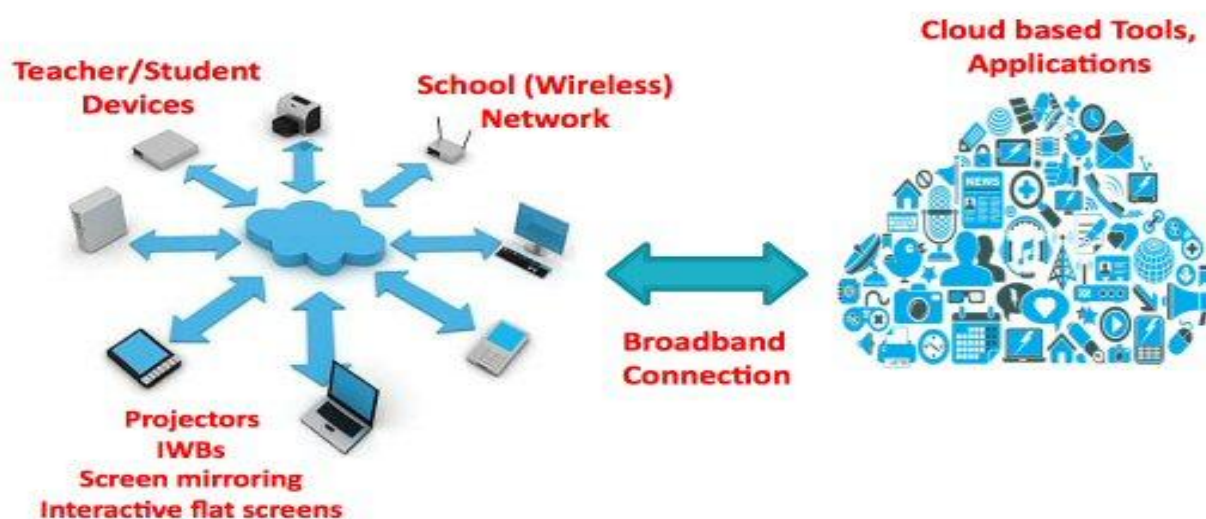 Teacher/Student
Devices
School (Wireless)
Network
Cloud based Tools,
Applications
NEWS
Broadband
Connection
Projectors
IWBs
Screen mirroring
Interactive flat screens